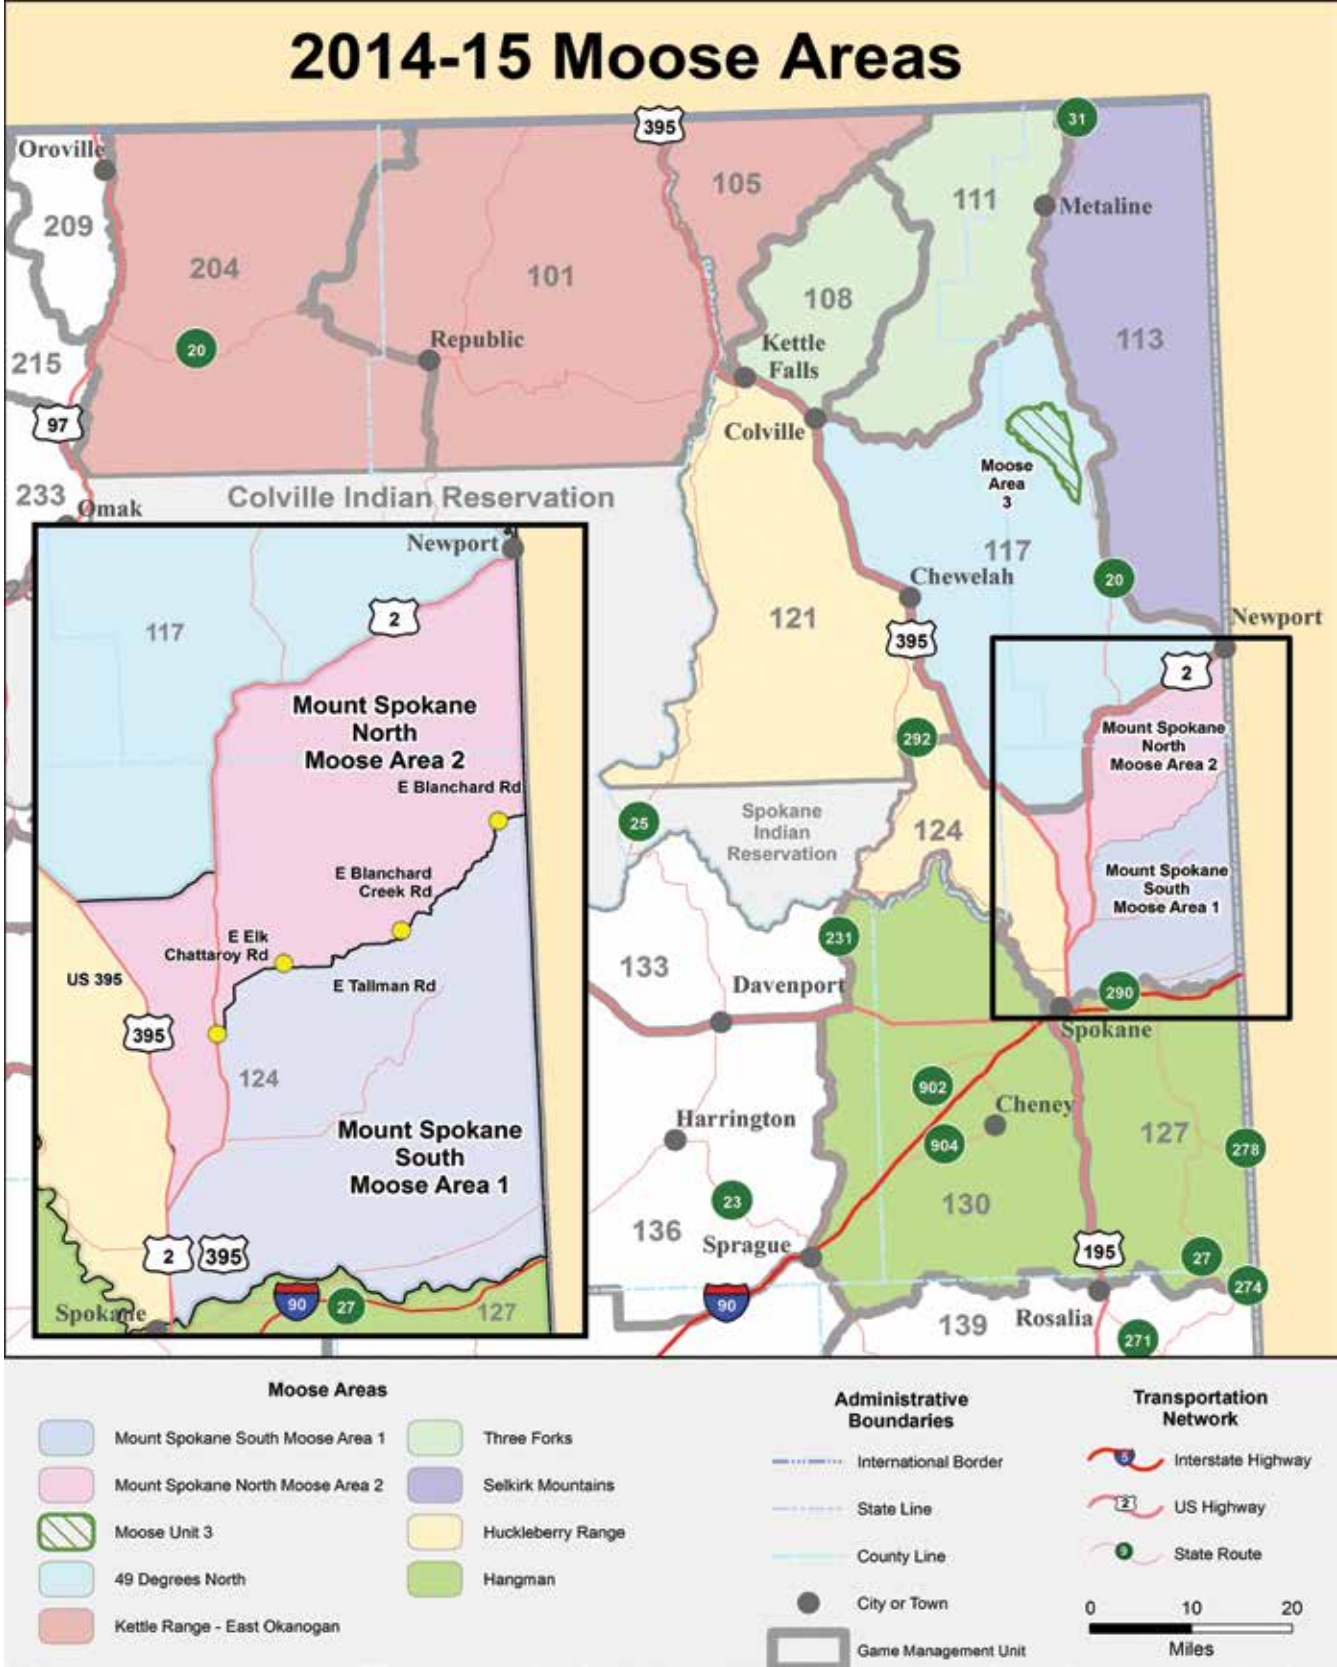 2014-15 Moose Areas
395
31
Oroville
105
111
Metaline
209
204
101
108
20
Republic
Kettle
Falls
113
215
97
Colville
Moose
Area
3
233
Omak
Colville Indian Reservation
117
Chewelah
20
121
395
Newport
2
292
Mount Spokane
North
Moose Area 2
25
Spokane
Indian
Reservation
124
Mount Spokane
South
Moose Area 1
231
133
Davenport
290
Spokane
902
Cheney
Harrington
904
127
278
23
130
136
Sprague
195
27
274
90
139
Rosalia
271
Newport
2
117
Mount Spokane
North
Moose Area 2
E Blanchard Rd
E Blanchard
Creek Rd
E Elk
Chattaroy Rd
US 395
E Tallman Rd
395
124
Mount Spokane
South
Moose Area 1
2
395
90
27
Spokane
127
Moose Areas
Mount Spokane South Moose Area 1
Mount Spokane North Moose Area 2
Moose Unit 3
49 Degrees North
Kettle Range - East Okanogan
Three Forks
Selkirk Mountains
Huckleberry Range
Hangman
Administrative
Boundaries
International Border
State Line
County Line
City or Town
Game Management Unit
Transportation
Network
5
Interstate Highway
2
US Highway
9
State Route
0 10 20
Miles